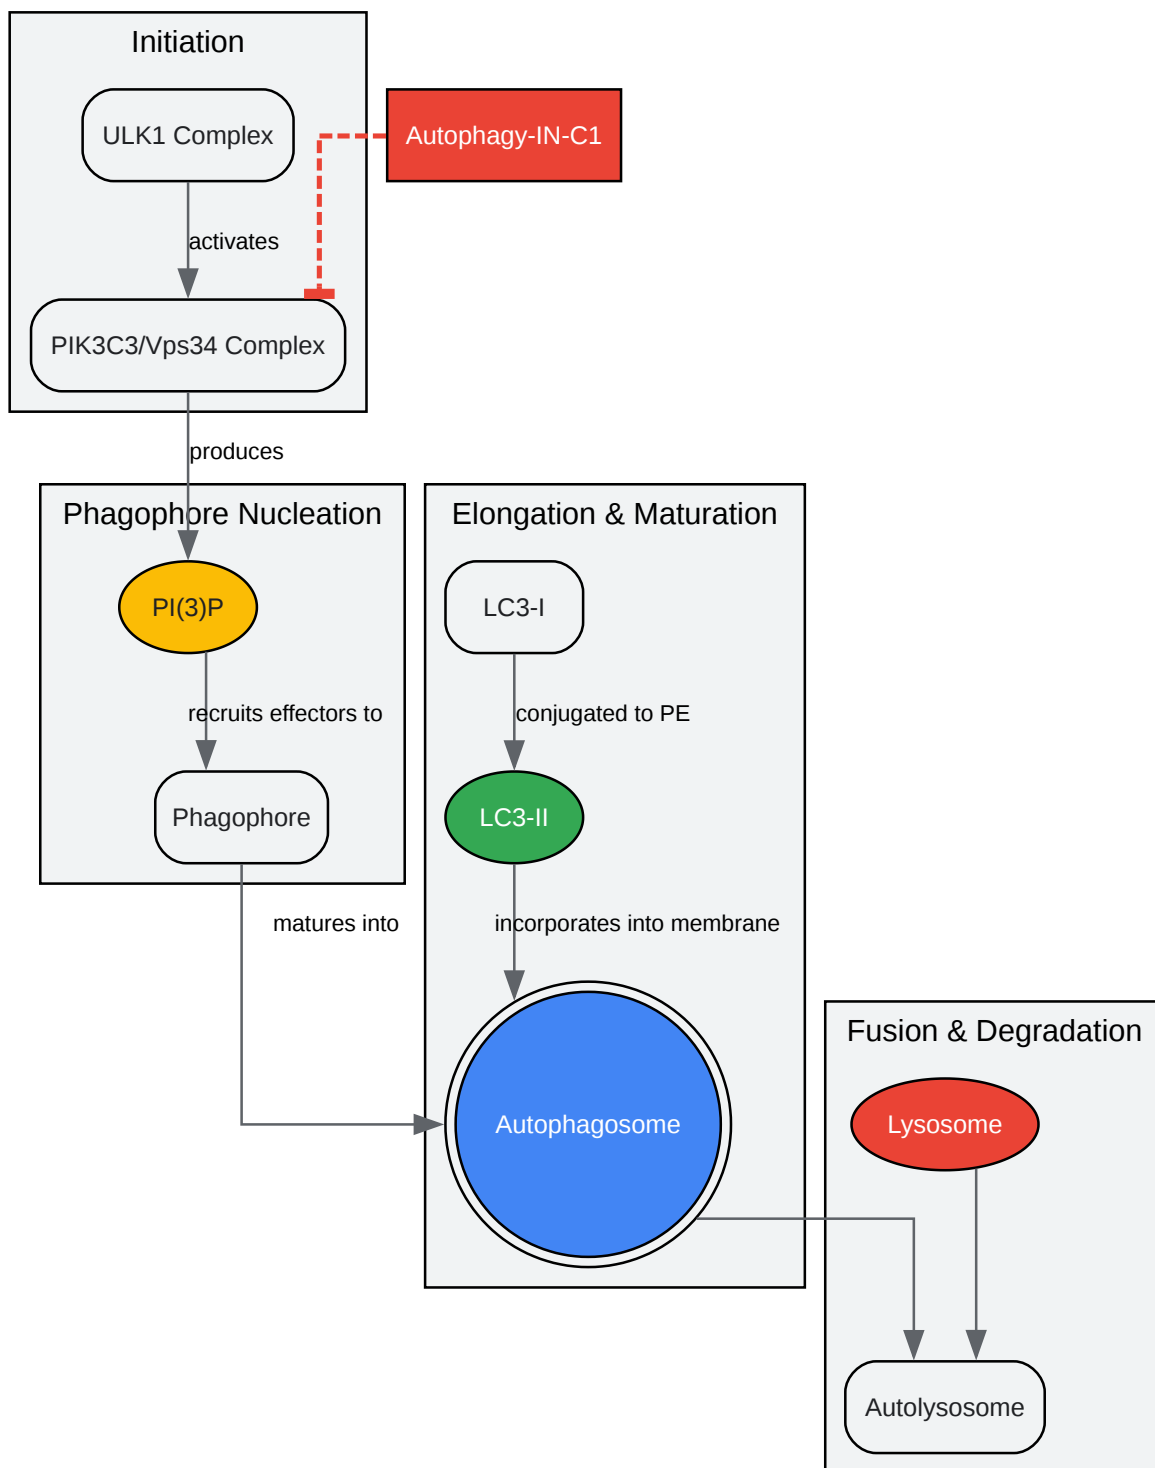 Initiation
ULK1 Complex
Autophagy-IN-C1
activates
PIK3C3/Vps34 Complex
produces
Phagophore Nucleation
PI(3)P
recruits effectors to
Phagophore
matures into
Elongation & Maturation
LC3-I
conjugated to PE
LC3-II
incorporates into membrane
Autophagosome
Fusion & Degradation
Lysosome
Autolysosome